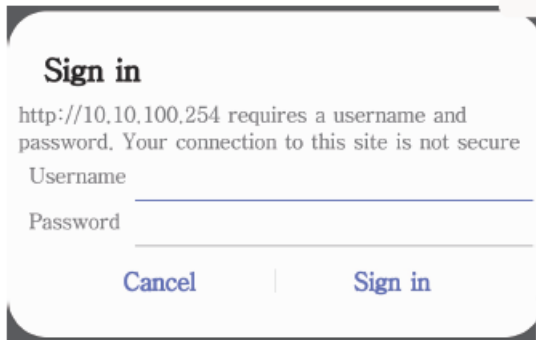 Sign in
http://10.10.100.254 requires a username and
password. Your connection to this site is not secure
Username
Password
Cancel
Sign in